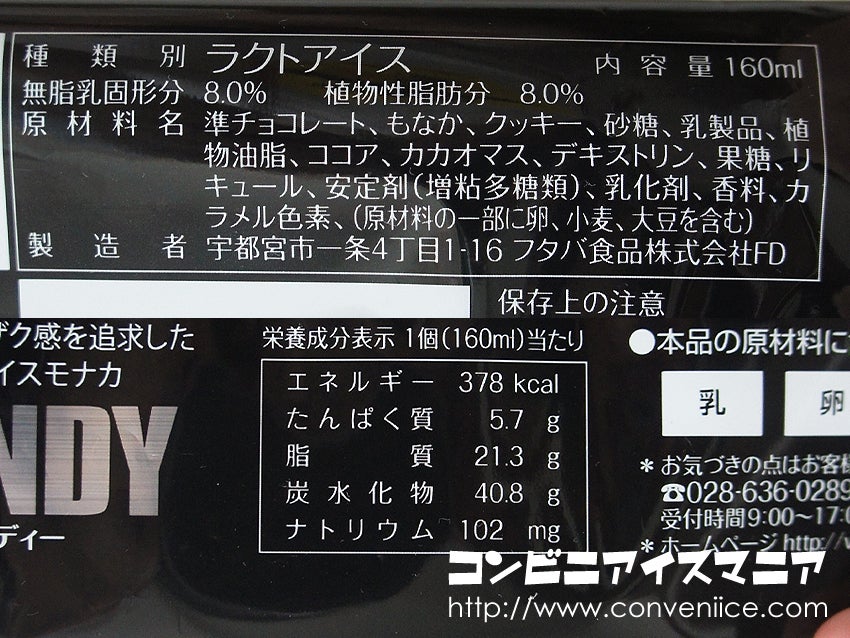 種類別 ラクトアイス 内容量 160ml
無脂乳固形分 8.0% 植物性脂肪分 8.0%
原材料名 準チョコレート、もなか、クッキー、砂糖、乳製品、植
物油脂、ココア、カカオマス、デキストリン、果糖、リ
キュール、安定剤(増粘多糖類)、乳化剤、香料、カ
ラメル色素、(原材料の一部に卵、小麦、大豆を含む)
製造者 宇都宮市一条4丁目1-16 フタバ食品株式会社FD
保存上の注意
ザク感を追求した
イスモナカ
NDY
ディー
栄養成分表示 1個(160ml)当たり
エネルギー 378 kcal
たんぱく質 5.7 g
脂質 21.3 g
炭水化物 40.8 g
ナトリウム 102 mg
●本品の原材料に
乳 卵
*お気づきの点はお客様
☎028-636-0289
受付時間9:00〜17:0
*ホームページ http://
コンビニアイスマニア
http://www.conveniice.com/